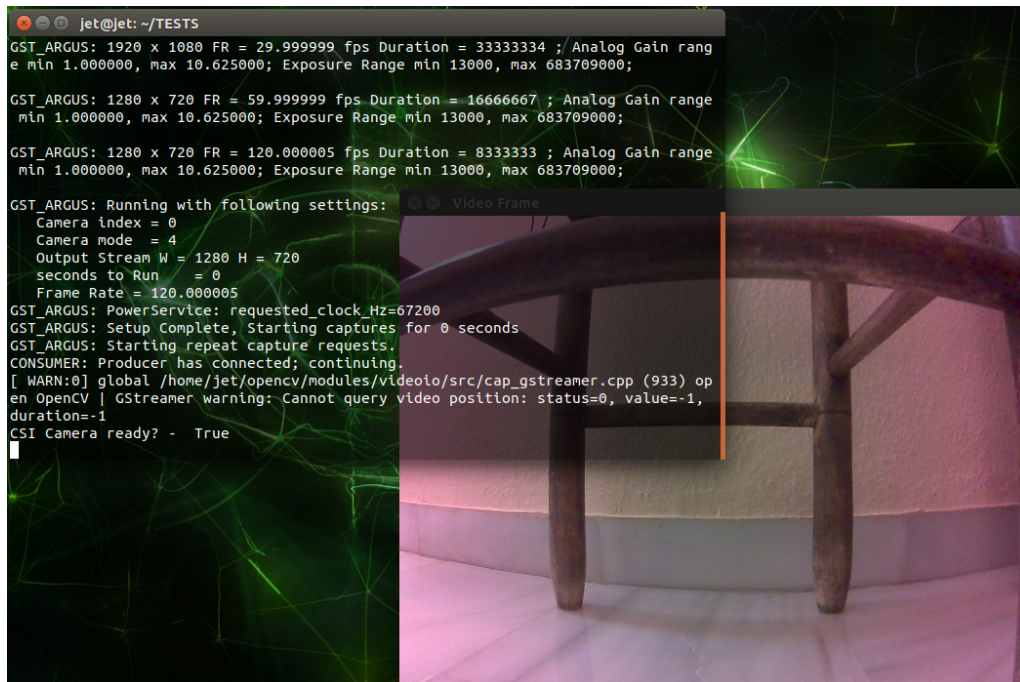 jet@jet: ~/TESTS
GST_ARGUS: 1920 x 1080 FR = 29.999999 fps Duration = 33333334 ; Analog Gain rang
e min 1.000000, max 10.625000; Exposure Range min 13000, max 683709000;
GST_ARGUS: 1280 x 720 FR = 59.999999 fps Duration = 16666667 ; Analog Gain range
 min 1.000000, max 10.625000; Exposure Range min 13000, max 683709000;
GST_ARGUS: 1280 x 720 FR = 120.000005 fps Duration = 8333333 ; Analog Gain range
 min 1.000000, max 10.625000; Exposure Range min 13000, max 683709000;
GST_ARGUS: Running with following settings:
Video Frame
   Camera index = 0
   Camera mode  = 4
   Output Stream W = 1280 H = 720
   seconds to Run    = 0
   Frame Rate = 120.000005
GST_ARGUS: PowerService: requested_clock_Hz=67200
GST_ARGUS: Setup Complete, Starting captures for 0 seconds
GST_ARGUS: Starting repeat capture requests.
CONSUMER: Producer has connected; continuing.
[ WARN:0] global /home/jet/opencv/modules/videoio/src/cap_gstreamer.cpp (933) op
en OpenCV | GStreamer warning: Cannot query video position: status=0, value=-1,
duration=-1
CSI Camera ready? -  True